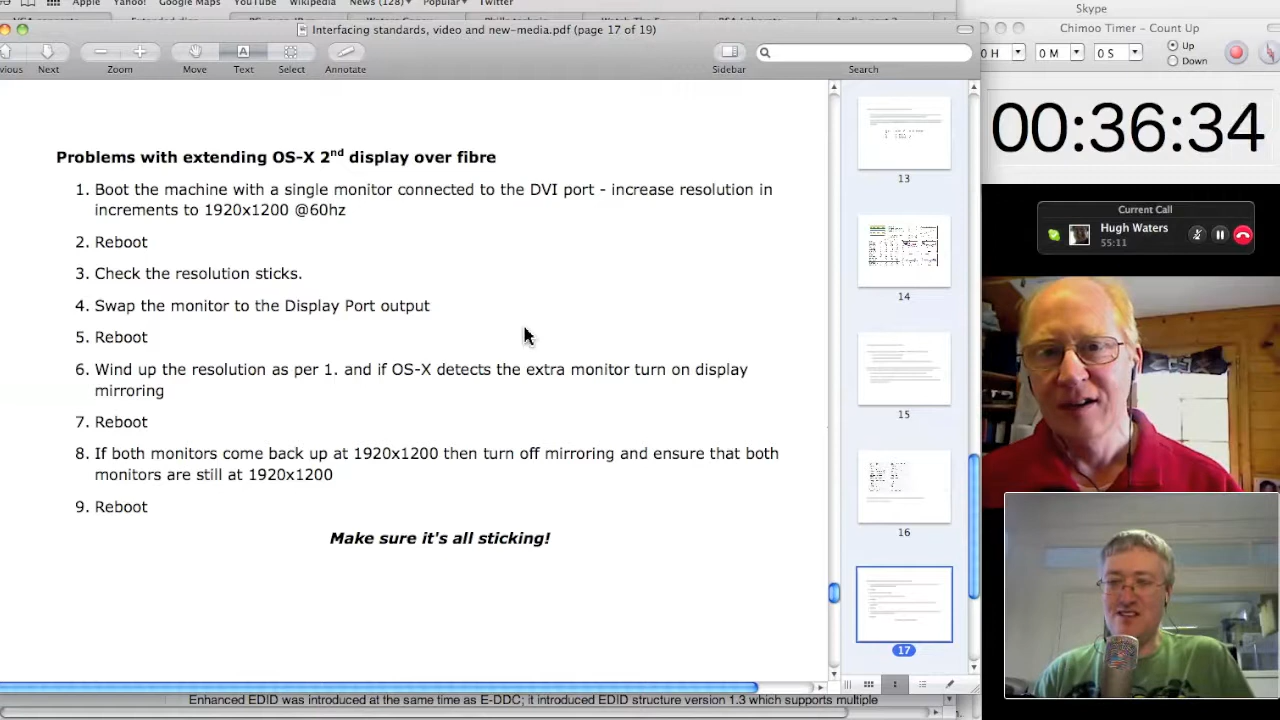 Apple Yahoo! Google Maps YouTube Wikipedia News (128) Popular Twitter
Skype
Interfacing standards, video and new-media.pdf (page 17 of 19)
Chimoo Timer – Count Up
0 H 0 M 0 S Up
Down
vious Next Zoom Move Text Select Annotate Sidebar Search
00:36:34
Problems with extending OS-X 2nd display over fibre
1. Boot the machine with a single monitor connected to the DVI port - increase resolution in
increments to 1920x1200 @60hz
2. Reboot
3. Check the resolution sticks.
4. Swap the monitor to the Display Port output
5. Reboot
6. Wind up the resolution as per 1. and if OS-X detects the extra monitor turn on display
mirroring
7. Reboot
8. If both monitors come back up at 1920x1200 then turn off mirroring and ensure that both
monitors are still at 1920x1200
9. Reboot
Make sure it's all sticking!
13
14
15
16
17
Current Call
Hugh Waters
55:11
Enhanced EDID was introduced at the same time as E-DDC; it introduced EDID structure version 1.3 which supports multiple